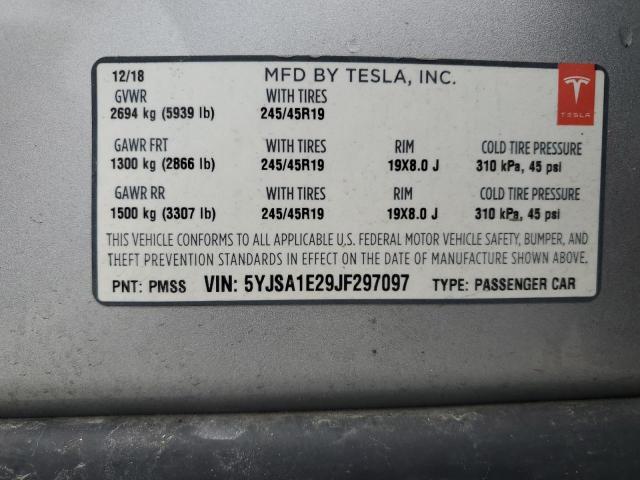 12/18 MFD BY TESLA, INC.
TESLA
GVWR WITH TIRES
2694 kg (5939 lb) 245/45R19
GAWR FRT WITH TIRES RIM COLD TIRE PRESSURE
1300 kg (2866 lb) 245/45R19 19X8.0 J 310 kPa, 45 psi
GAWR RR WITH TIRES RIM COLD TIRE PRESSURE
1500 kg (3307 lb) 245/45R19 19X8.0 J 310 kPa, 45 psi
THIS VEHICLE CONFORMS TO ALL APPLICABLE U.S. FEDERAL MOTOR VEHICLE SAFETY, BUMPER, AND
THEFT PREVENTION STANDARDS IN EFFECT ON THE DATE OF MANUFACTURE SHOWN ABOVE.
PNT: PMSS VIN: 5YJSA1E29JF297097 TYPE: PASSENGER CAR